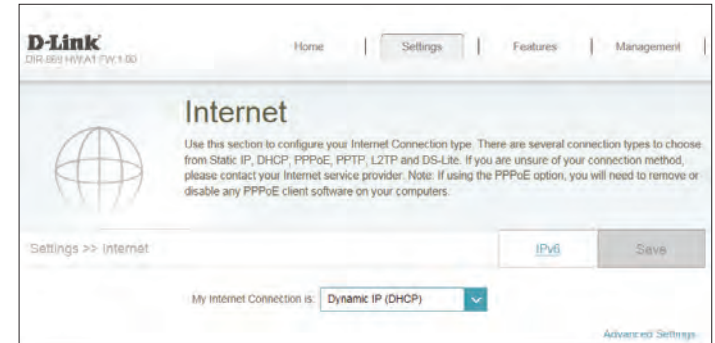 D-Link
DIR-869 HW:A1 FW:1.00
Home
Settings
Features
Management
Internet
Use this section to configure your Internet Connection type. There are several connection types to choose
from Static IP, DHCP, PPPoE, PPTP, L2TP and DS-Lite. If you are unsure of your connection method,
please contact your Internet service provider. Note: If using the PPPoE option, you will need to remove or
disable any PPPoE client software on your computers.
Settings >> Internet
IPv6
Save
My Internet Connection is: Dynamic IP (DHCP)
Advanced Settings